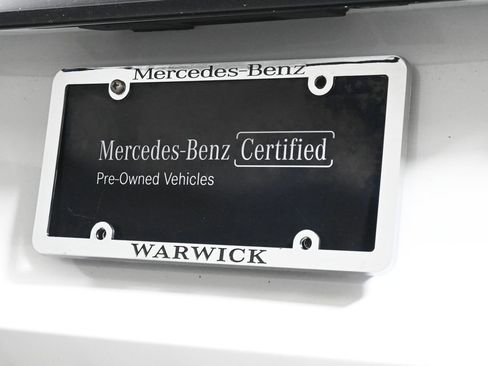 Mercedes-Benz
Mercedes-Benz Certified
Pre-Owned Vehicles
WARWICK